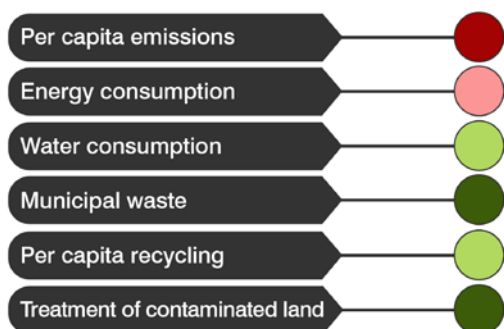 Per capita emissions
Energy consumption
Water consumption
Municipal waste
Per capita recycling
Treatment of contaminated land